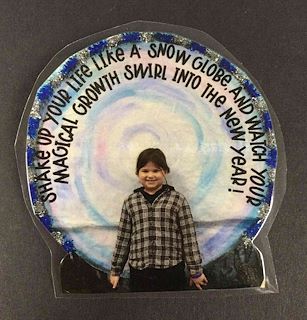 SHAKE UP YOUR LIFE LIKE A SNOW GLOBE AND WATCH YOUR
MAGICAL GROWTH SWIRL INTO THE NEW YEAR!